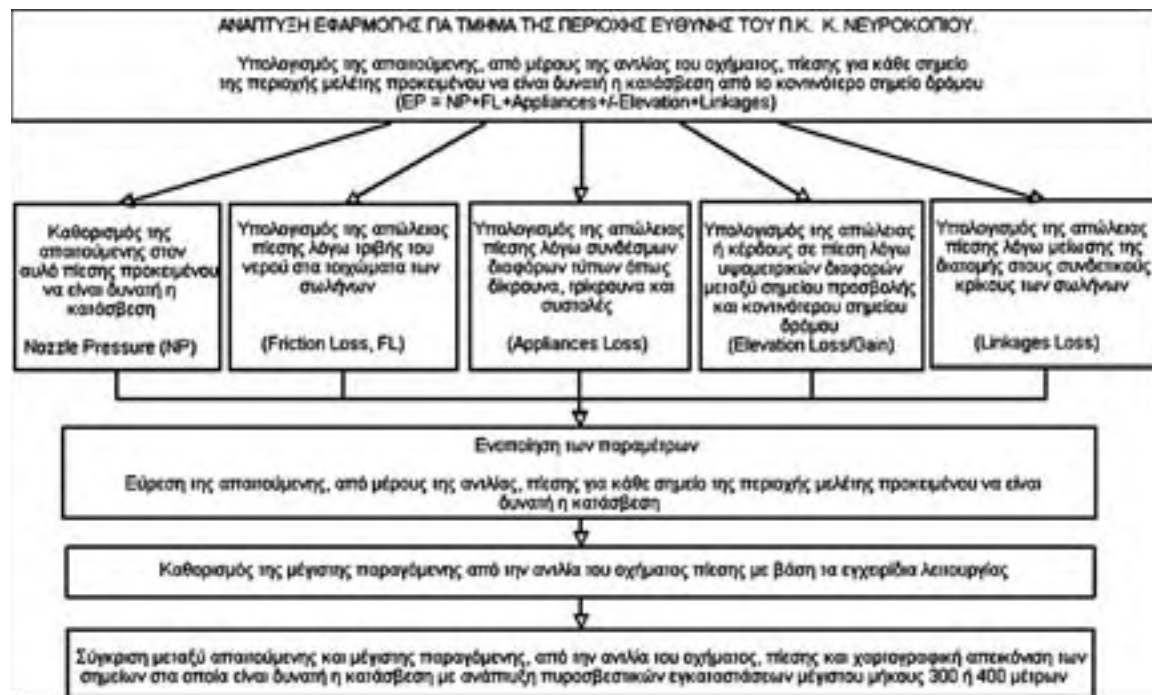 ΑΝΑΠΤΥΞΗ ΕΦΑΡΜΟΓΗΣ ΓΙΑ ΤΜΗΜΑ ΤΗΣ ΠΕΡΙΟΧΗΣ ΕΥΘΥΝΗΣ ΤΟΥ Π.Κ. Κ. ΝΕΥΡΟΚΟΠΙΟΥ.
Υπολογισμός της απαιτούμενης, από μέρους της αντλίας του οχήματος, πίεσης για κάθε σημείο
της περιοχής μελέτης προκειμένου να είναι δυνατή η κατάσβεση από το κοντινότερο σημείο δρόμου
(EP = NP+FL+Appliances+/-Elevation+Linkages)
Καθορισμός της
απαιτούμενης στον
αυλό πίεσης προκειμένου
να είναι δυνατή η
κατάσβεση
Nozzle Pressure (NP)
Υπολογισμός της απώλειας
πίεσης λόγω τριβής του
νερού στα τοιχώματα των
σωλήνων
(Friction Loss, FL)
Υπολογισμός της απώλειας
πίεσης λόγω συνδέσμων
διαφόρων τύπων όπως
δίκρουνα, τρίκρουνα και
συστολές
(Appliances Loss)
Υπολογισμός της απώλειας
ή κέρδους σε πίεση λόγω
υψομετρικών διαφορών
μεταξύ σημείου προσβολής
και κοντινότερου σημείου
δρόμου
(Elevation Loss/Gain)
Υπολογισμός της απώλειας
πίεσης λόγω μείωσης της
διατομής στους συνδετικούς
κρίκους των σωλήνων
(Linkages Loss)
Ενοποίηση των παραμέτρων
Εύρεση της απαιτούμενης, από μέρους της αντλίας, πίεσης για κάθε σημείο της περιοχής μελέτης προκειμένου να είναι
δυνατή η κατάσβεση
Καθορισμός της μέγιστης παραγόμενης από την αντλία του οχήματος πίεσης με βάση τα εγχειρίδια λειτουργίας
Σύγκριση μεταξύ απαιτούμενης και μέγιστης παραγόμενης, από την αντλία του οχήματος, πίεσης και χαρτογραφική απεικόνιση των
σημείων στα οποία είναι δυνατή η κατάσβεση με ανάπτυξη πυροσβεστικών εγκαταστάσεων μέγιστου μήκους 300 ή 400 μέτρων